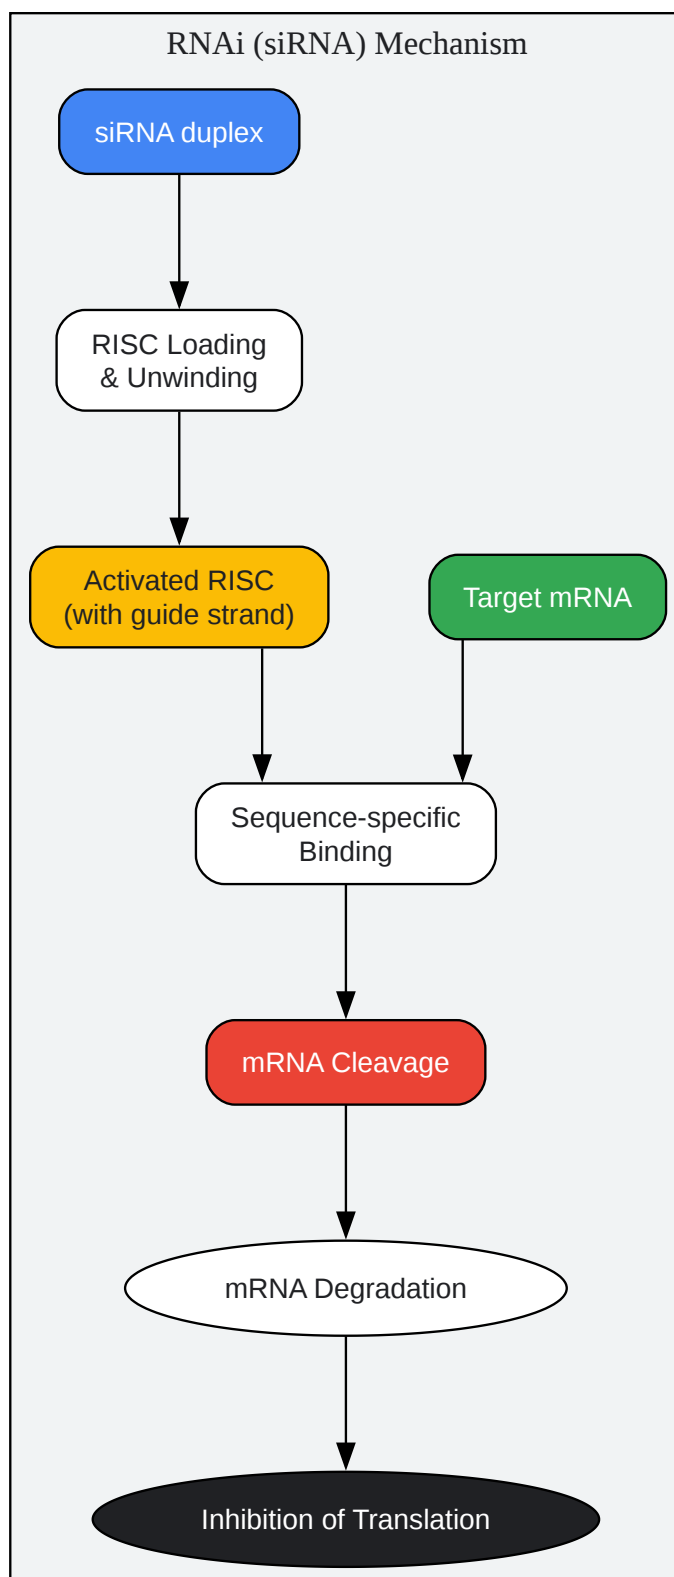 RNAi (siRNA) Mechanism
siRNA duplex
RISC Loading
& Unwinding
Activated RISC
(with guide strand)
Target mRNA
Sequence-specific
Binding
mRNA Cleavage
mRNA Degradation
Inhibition of Translation